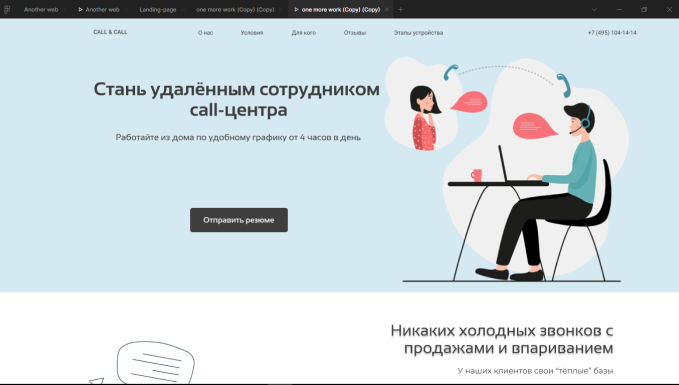 Another web
Another web
Landing-page
one more work (Copy) (Copy)
one more work (Copy) (Copy)
CALL & CALL
О нас
Условия
Для кого
Отзывы
Этапы устройства
+7 (495) 104-14-14
Стань удалённым сотрудником
call-центра
Работайте из дома по удобному графику от 4 часов в день
Отправить резюме
Никаких холодных звонков с
продажами и впариванием
У наших клиентов свои “тёплые” базы